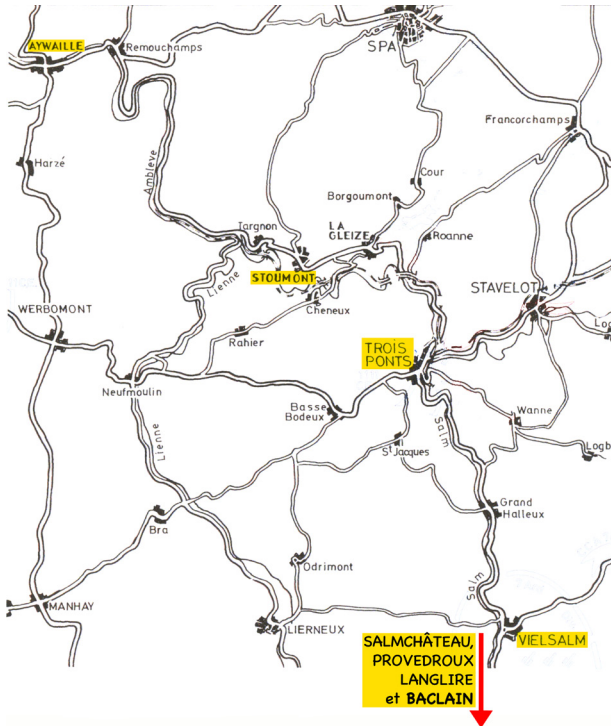 SPA
AYWAILLE
Remouchamps
Francorchamps
Harzé
Amblève
Cour
Borgoumont
Targnon
LA
GLEIZE
Roanne
Lienne
STOUMONT
STAVELOT
Cheneux
WERBOMONT
Rahier
TROIS
PONTS
Neufmoulin
Basse
Bodeux
Wanne
Lienne
Salm
St Jacques
Logb
Grand
Halleux
Bra
Odrimont
Salm
MANHAY
LIERNEUX
VIELSALM
SALMCHÂTEAU,
PROVEDROUX
LANGLIRE
et BACLAIN